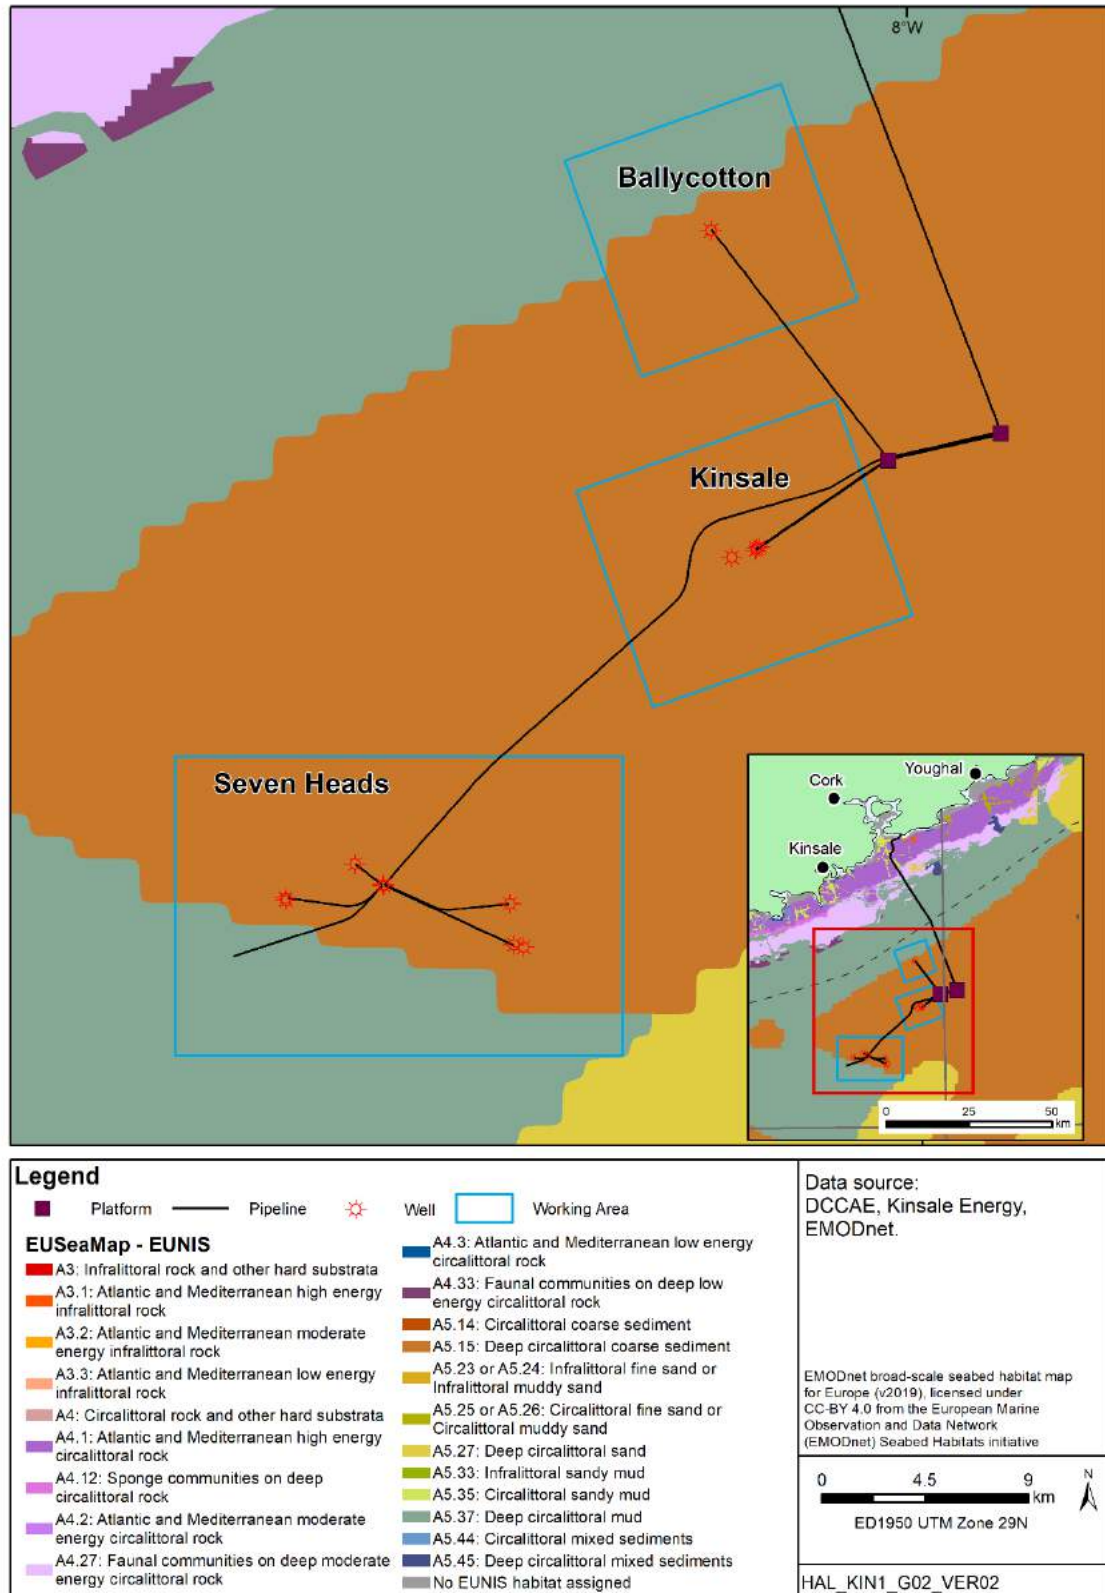 8°W
Ballycotton
Kinsale
Seven Heads
Youghal
Cork
Kinsale
0 25 50
km
Legend
Platform Pipeline Well Working Area
EUSeaMap - EUNIS
A3: Infralittoral rock and other hard substrata
A3.1: Atlantic and Mediterranean high energy
infralittoral rock
A3.2: Atlantic and Mediterranean moderate
energy infralittoral rock
A3.3: Atlantic and Mediterranean low energy
infralittoral rock
A4: Circalittoral rock and other hard substrata
A4.1: Atlantic and Mediterranean high energy
circalittoral rock
A4.12: Sponge communities on deep
circalittoral rock
A4.2: Atlantic and Mediterranean moderate
energy circalittoral rock
A4.27: Faunal communities on deep moderate
energy circalittoral rock
A4.3: Atlantic and Mediterranean low energy
circalittoral rock
A4.33: Faunal communities on deep low
energy circalittoral rock
A5.14: Circalittoral coarse sediment
A5.15: Deep circalittoral coarse sediment
A5.23 or A5.24: Infralittoral fine sand or
Infralittoral muddy sand
A5.25 or A5.26: Circalittoral fine sand or
Circalittoral muddy sand
A5.27: Deep circalittoral sand
A5.33: Infralittoral sandy mud
A5.35: Circalittoral sandy mud
A5.37: Deep circalittoral mud
A5.44: Circalittoral mixed sediments
A5.45: Deep circalittoral mixed sediments
No EUNIS habitat assigned
Data source:
DCCAE, Kinsale Energy,
EMODnet.
EMODnet broad-scale seabed habitat map
for Europe (v2019), licensed under
CC-BY 4.0 from the European Marine
Observation and Data Network
(EMODnet) Seabed Habitats initiative
0 4.5 9
km
N
ED1950 UTM Zone 29N
HAL_KIN1_G02_VER02